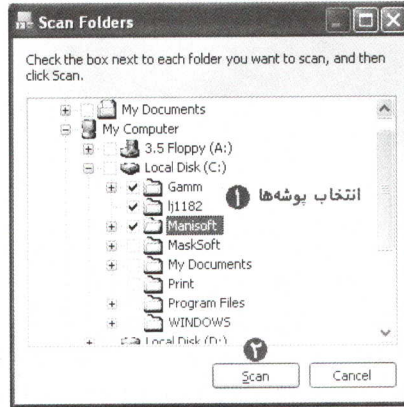 Scan Folders
Check the box next to each folder you want to scan, and then
click Scan.
My Documents
My Computer
3.5 Floppy (A:)
Local Disk (C:)
Gamm
lj1182
Manisoft
MaskSoft
My Documents
Print
Program Files
WINDOWS
Local Disk (D:)
انتخاب پوشه‌ها ۱
۲
Scan
Cancel